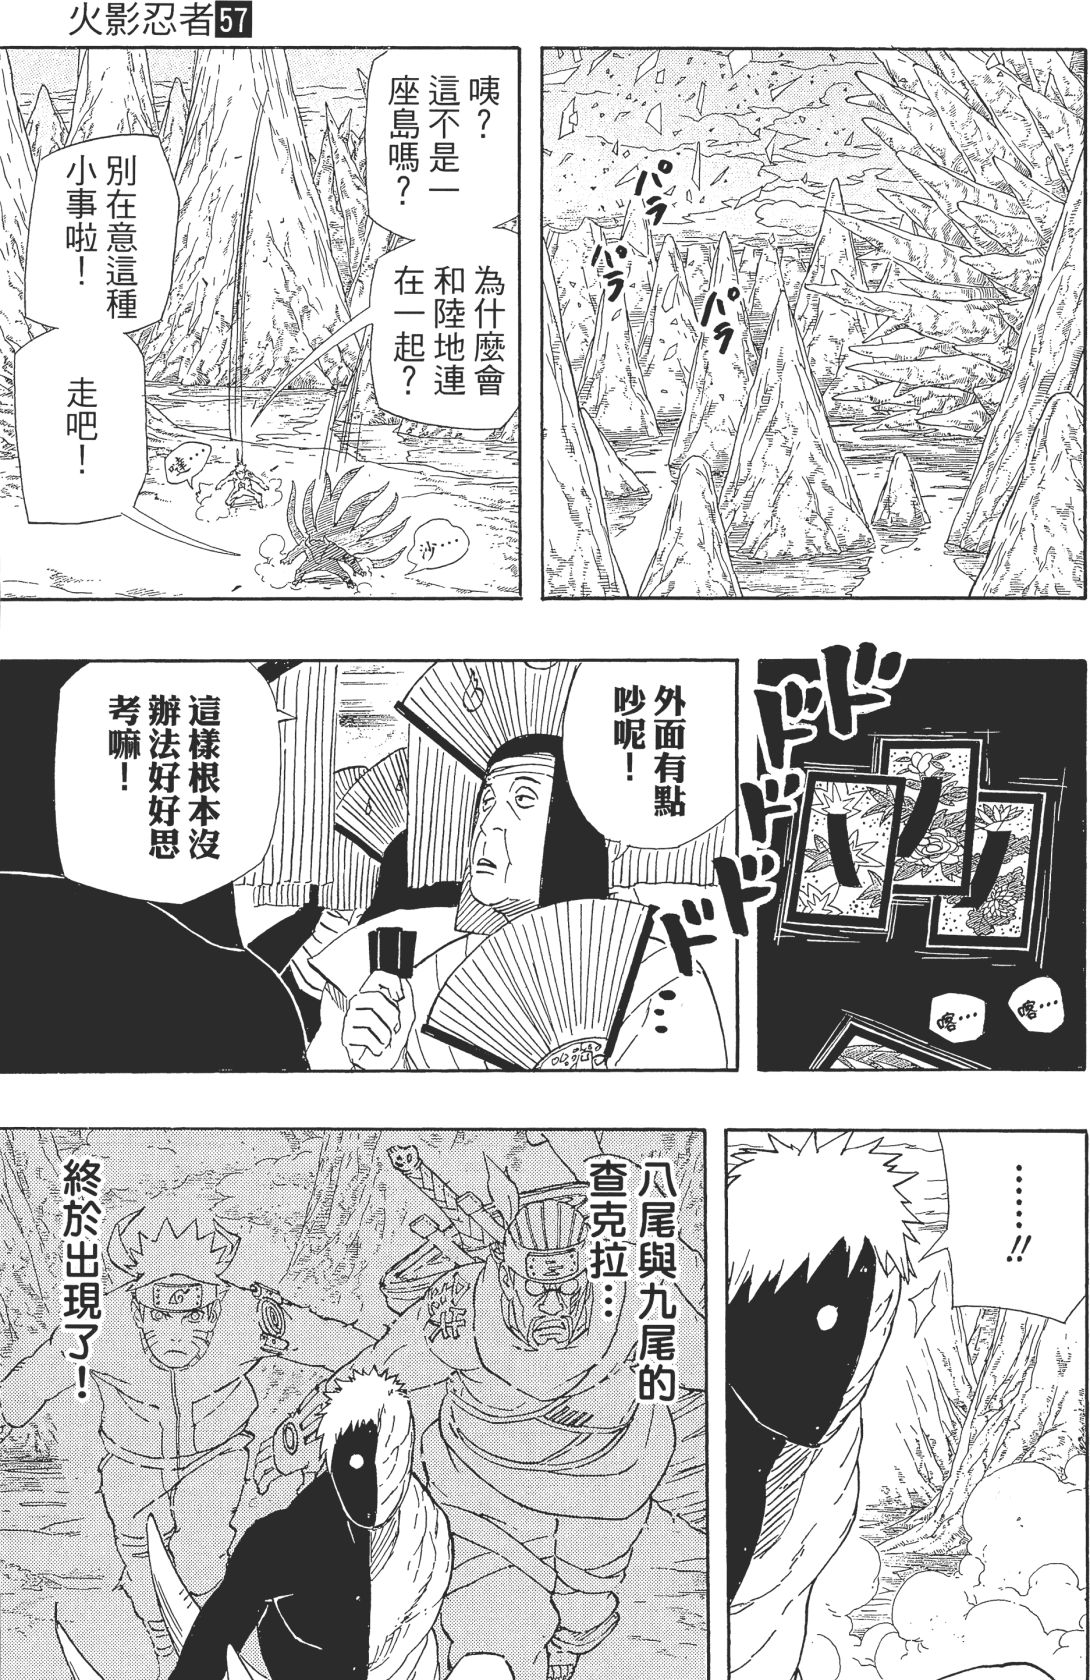 火影忍者57
パラ
パラ
パラ
咦？
這不是一
座島嗎？
為什麼會
和陸地連
在一起？
別在意這種
小事啦！
走吧！
噠…
沙…
ドドドドドド…
喀…
喀…
外面有點
吵呢！
這樣根本沒
辦法好好思
考嘛！
……!!
八尾與九尾的
查克拉…
終於出現了！